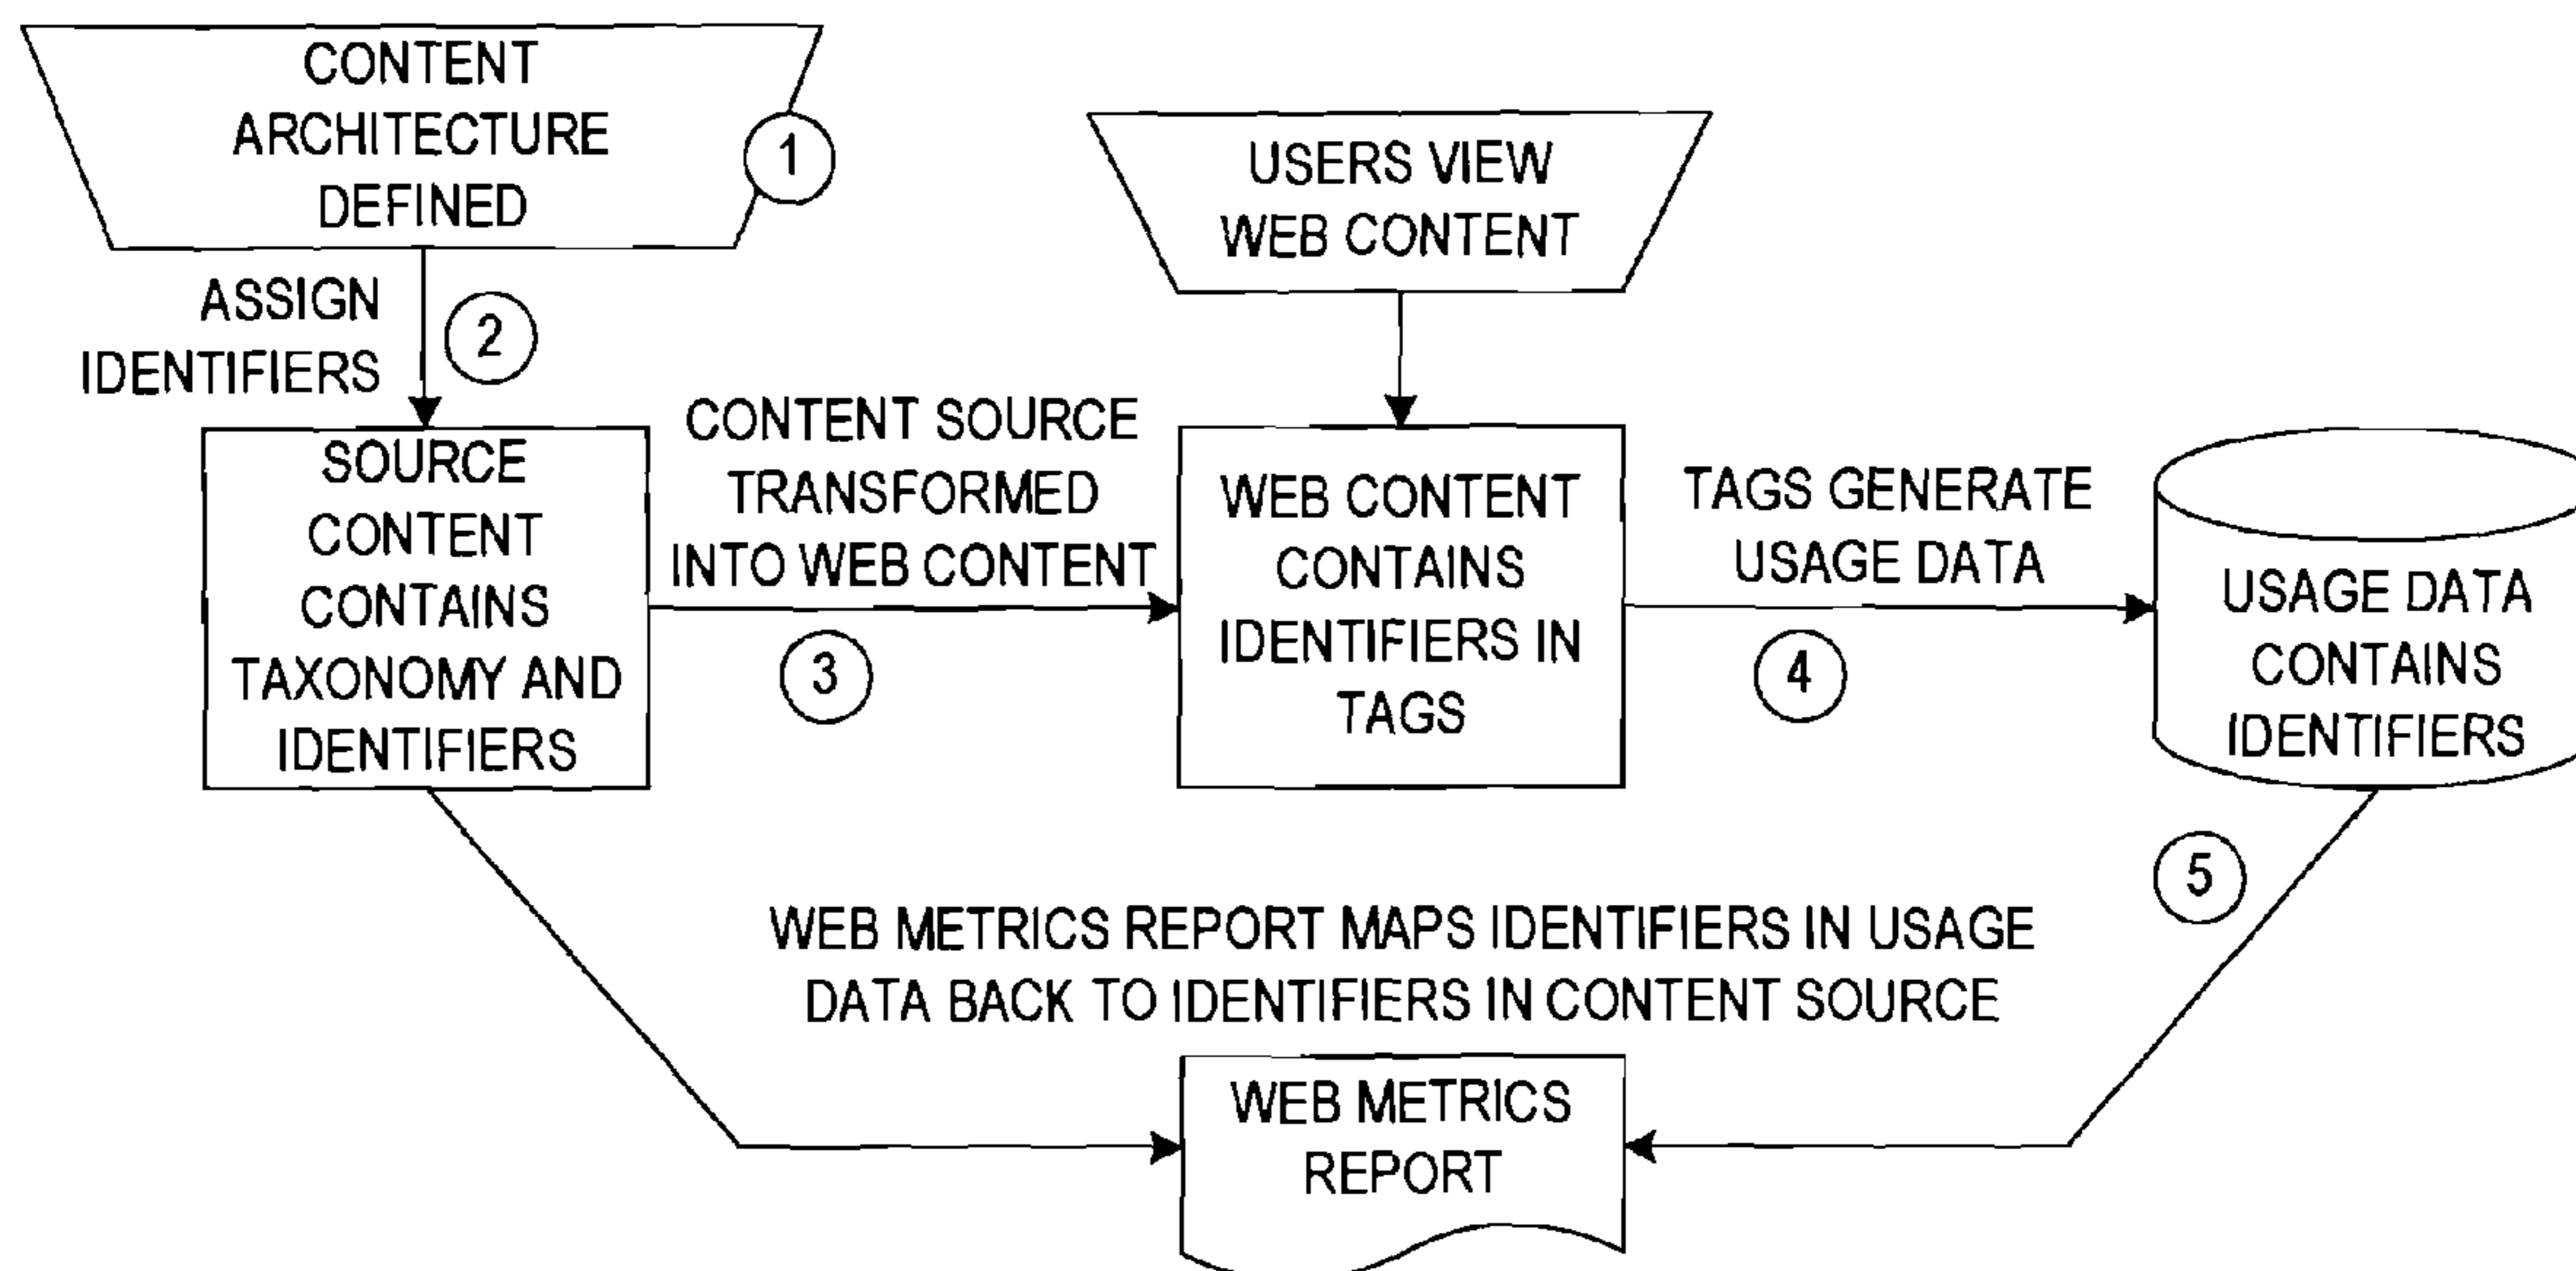 CONTENT
ARCHITECTURE
DEFINED
1
USERS VIEW
WEB CONTENT
ASSIGN
IDENTIFIERS
2
SOURCE
CONTENT
CONTAINS
TAXONOMY AND
IDENTIFIERS
CONTENT SOURCE
TRANSFORMED
INTO WEB CONTENT
3
WEB CONTENT
CONTAINS
IDENTIFIERS IN
TAGS
TAGS GENERATE
USAGE DATA
4
USAGE DATA
CONTAINS
IDENTIFIERS
5
WEB METRICS REPORT MAPS IDENTIFIERS IN USAGE
DATA BACK TO IDENTIFIERS IN CONTENT SOURCE
WEB METRICS
REPORT